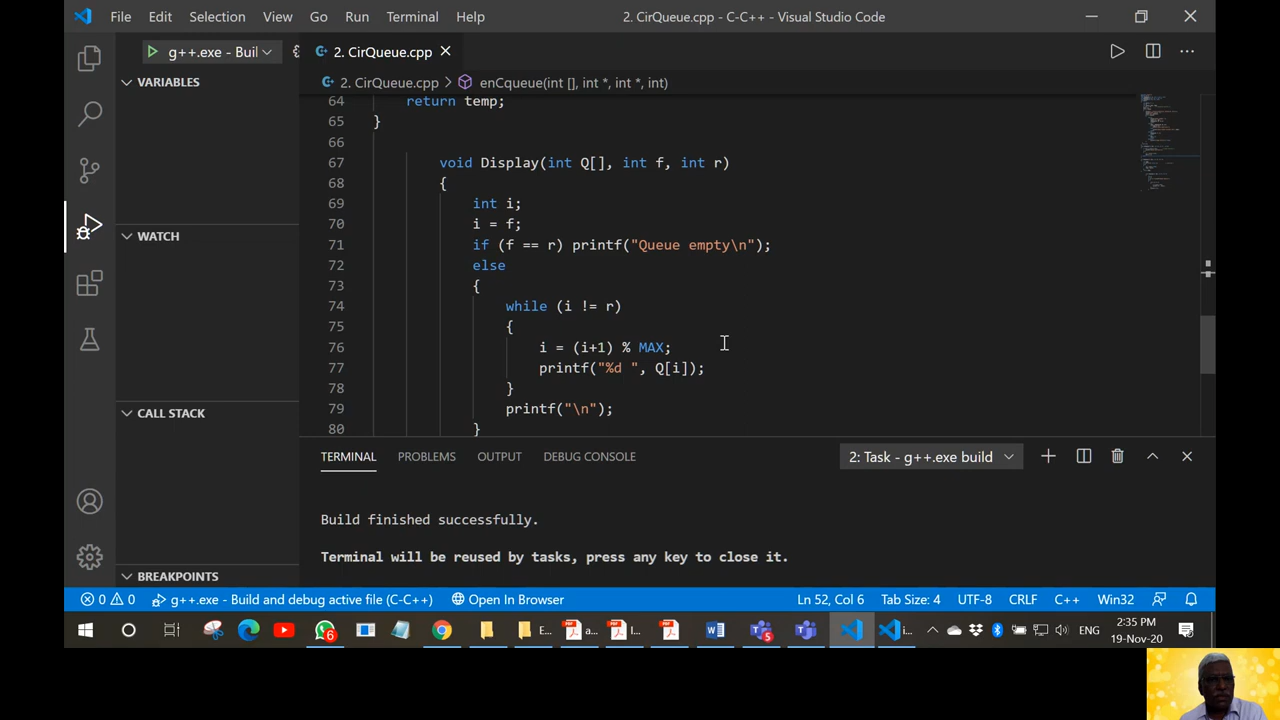 File Edit Selection View Go Run Terminal Help 2. CirQueue.cpp - C-C++ - Visual Studio Code
g++.exe - Buil 2. CirQueue.cpp
VARIABLES
2. CirQueue.cpp > enCqueue(int [], int *, int *, int)
64 return temp;
65 }
66
67 void Display(int Q[], int f, int r)
68 {
69 int i;
70 i = f;
71 if (f == r) printf("Queue empty\n");
72 else
73 {
74 while (i != r)
75 {
76 i = (i+1) % MAX;
77 printf("%d ", Q[i]);
78 }
79 printf("\n");
80 }
WATCH
CALL STACK
BREAKPOINTS
TERMINAL PROBLEMS OUTPUT DEBUG CONSOLE 2: Task - g++.exe build
Build finished successfully.
Terminal will be reused by tasks, press any key to close it.
0 0 g++.exe - Build and debug active file (C-C++) Open In Browser Ln 52, Col 6 Tab Size: 4 UTF-8 CRLF C++ Win32
6 E... a... I... 5 i... ENG 2:35 PM
19-Nov-20